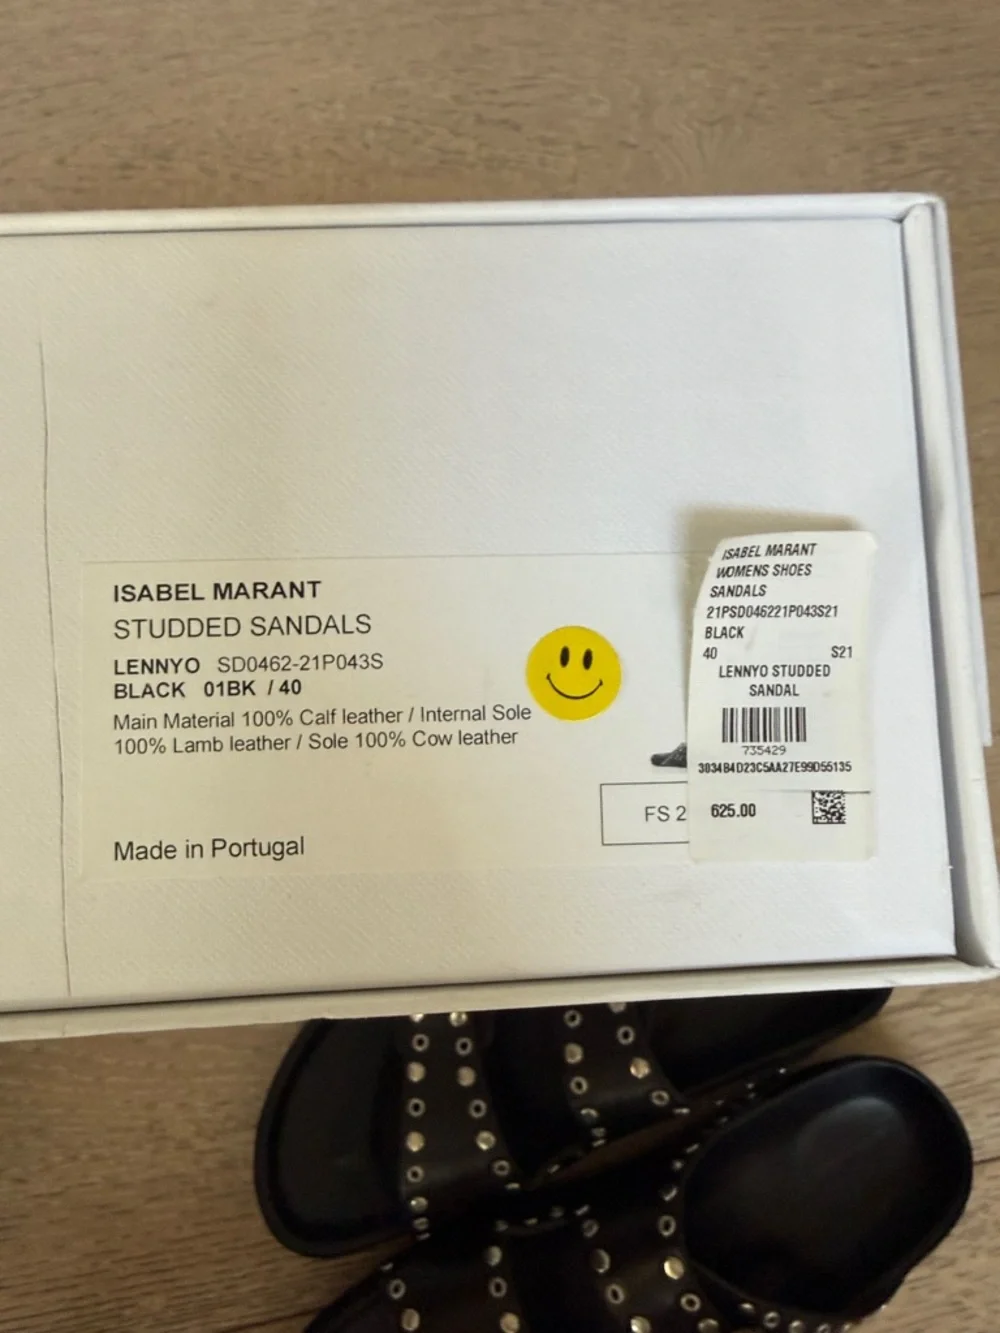 ISABEL MARANT
STUDDED SANDALS
LENNYO SD0462-21P043S
BLACK 01BK / 40
Main Material 100% Calf leather / Internal Sole
100% Lamb leather / Sole 100% Cow leather
Made in Portugal
FS 2
ISABEL MARANT
WOMENS SHOES
SANDALS
21PSD046221P043S21
BLACK
40 S21
LENNYO STUDDED
SANDAL
735429
3034B4D23C5AA27E99D55135
625.00